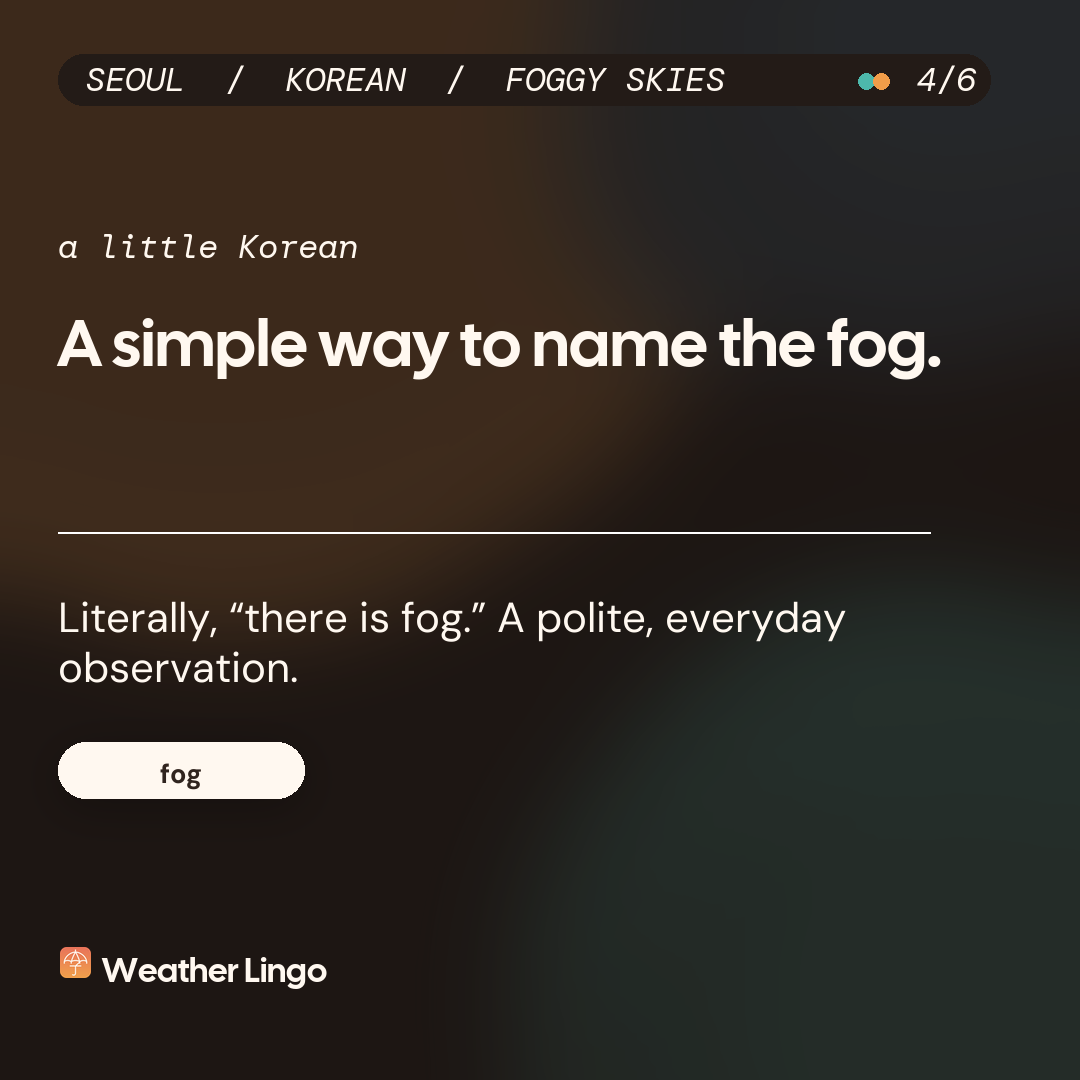 SEOUL / KOREAN / FOGGY SKIES 4/6
a little Korean
A simple way to name the fog.
Literally, “there is fog.” A polite, everyday
observation.
fog
Weather Lingo